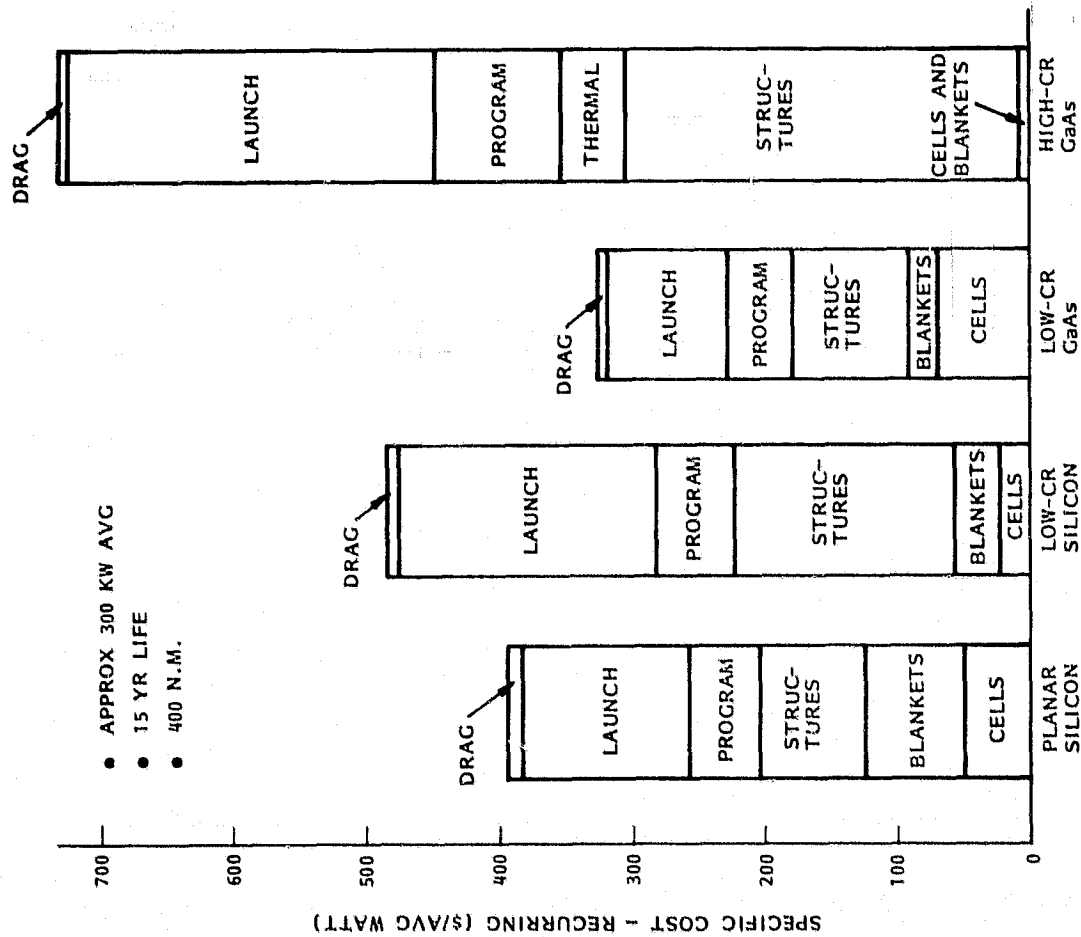 SPECIFIC COST - RECURRING ($/AVG WATT)
700
600
500
400
300
200
100
0
● APPROX 300 KW AVG
● 15 YR LIFE
● 400 N.M.
DRAG
LAUNCH
PROGRAM
STRUC-
TURES
BLANKETS
CELLS
PLANAR
SILICON
DRAG
LAUNCH
PROGRAM
STRUC-
TURES
BLANKETS
CELLS
LOW-CR
SILICON
DRAG
LAUNCH
PROGRAM
STRUC-
TURES
BLANKETS
CELLS
LOW-CR
GaAs
DRAG
LAUNCH
PROGRAM
THERMAL
STRUC-
TURES
CELLS AND
BLANKETS
HIGH-CR
GaAs